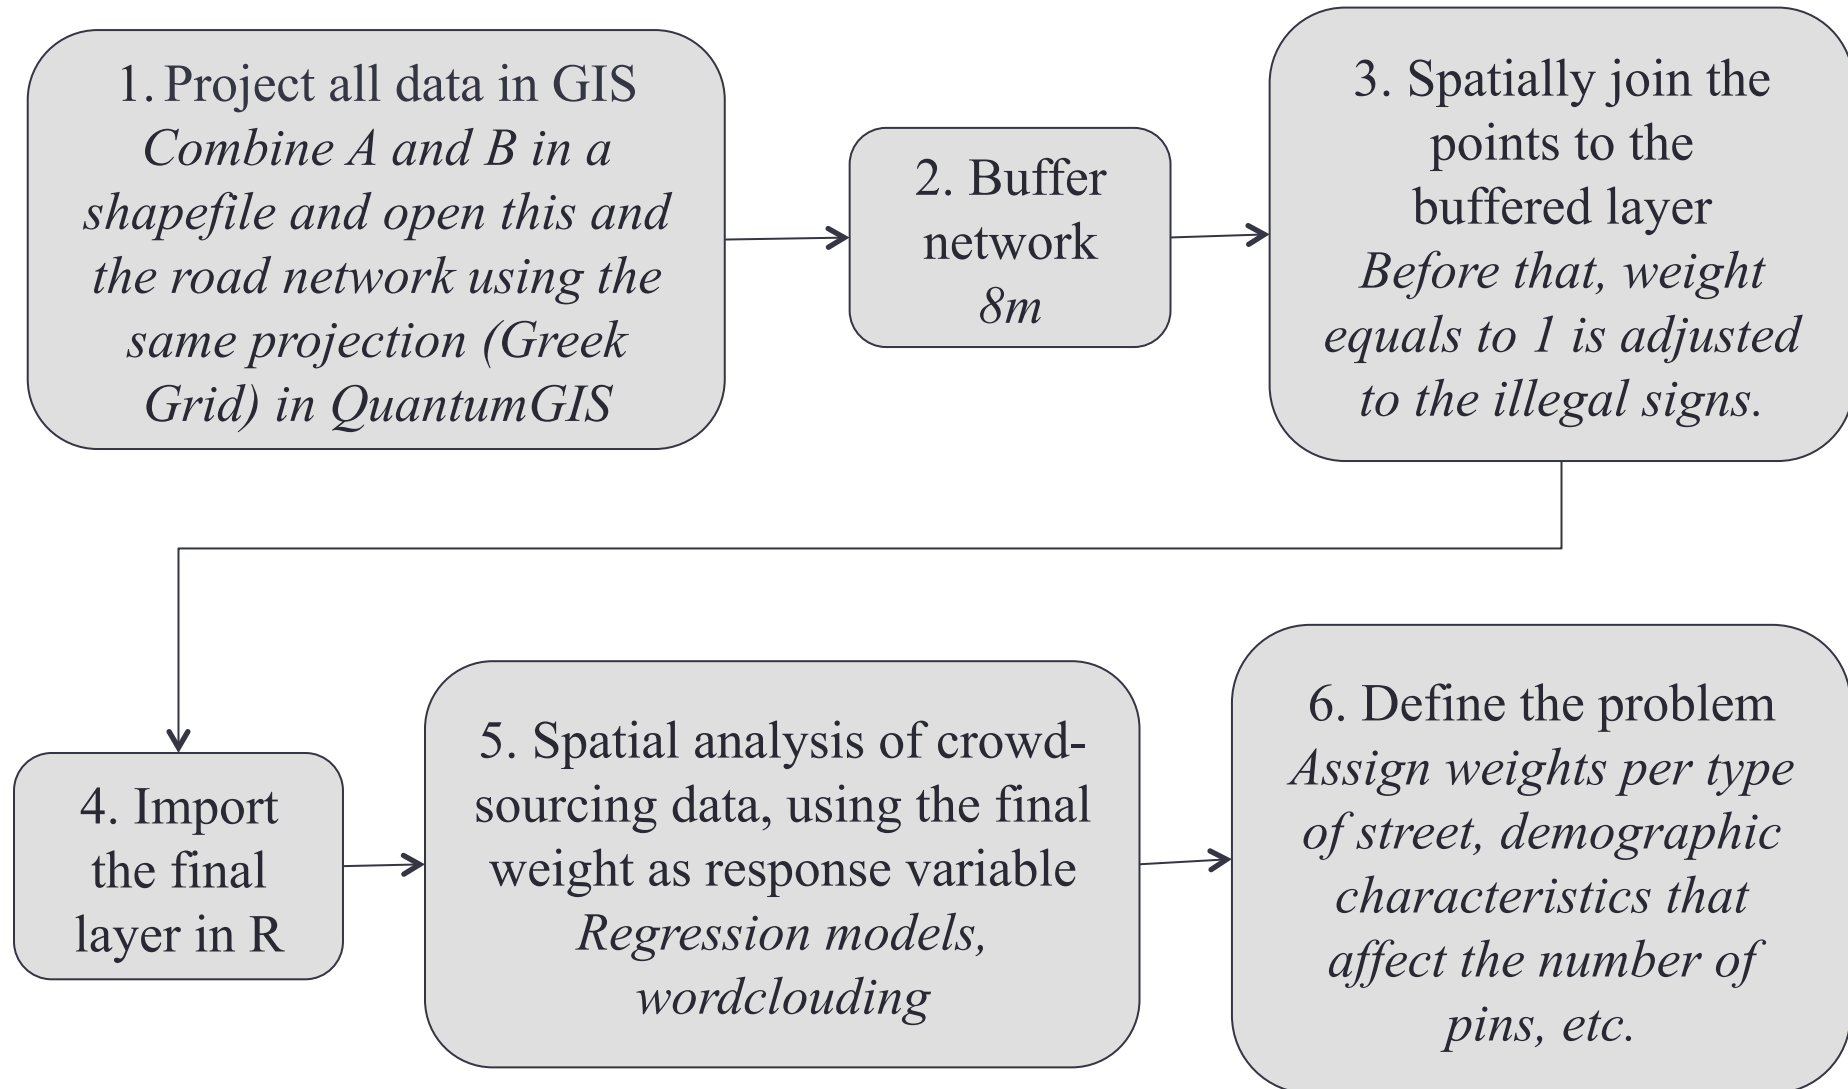 1. Project all data in GIS
Combine A and B in a
shapefile and open this and
the road network using the
same projection (Greek
Grid) in QuantumGIS
2. Buffer
network
8m
3. Spatially join the
points to the
buffered layer
Before that, weight
equals to 1 is adjusted
to the illegal signs.
4. Import
the final
layer in R
5. Spatial analysis of crowd-
sourcing data, using the final
weight as response variable
Regression models,
wordclouding
6. Define the problem
Assign weights per type
of street, demographic
characteristics that
affect the number of
pins, etc.